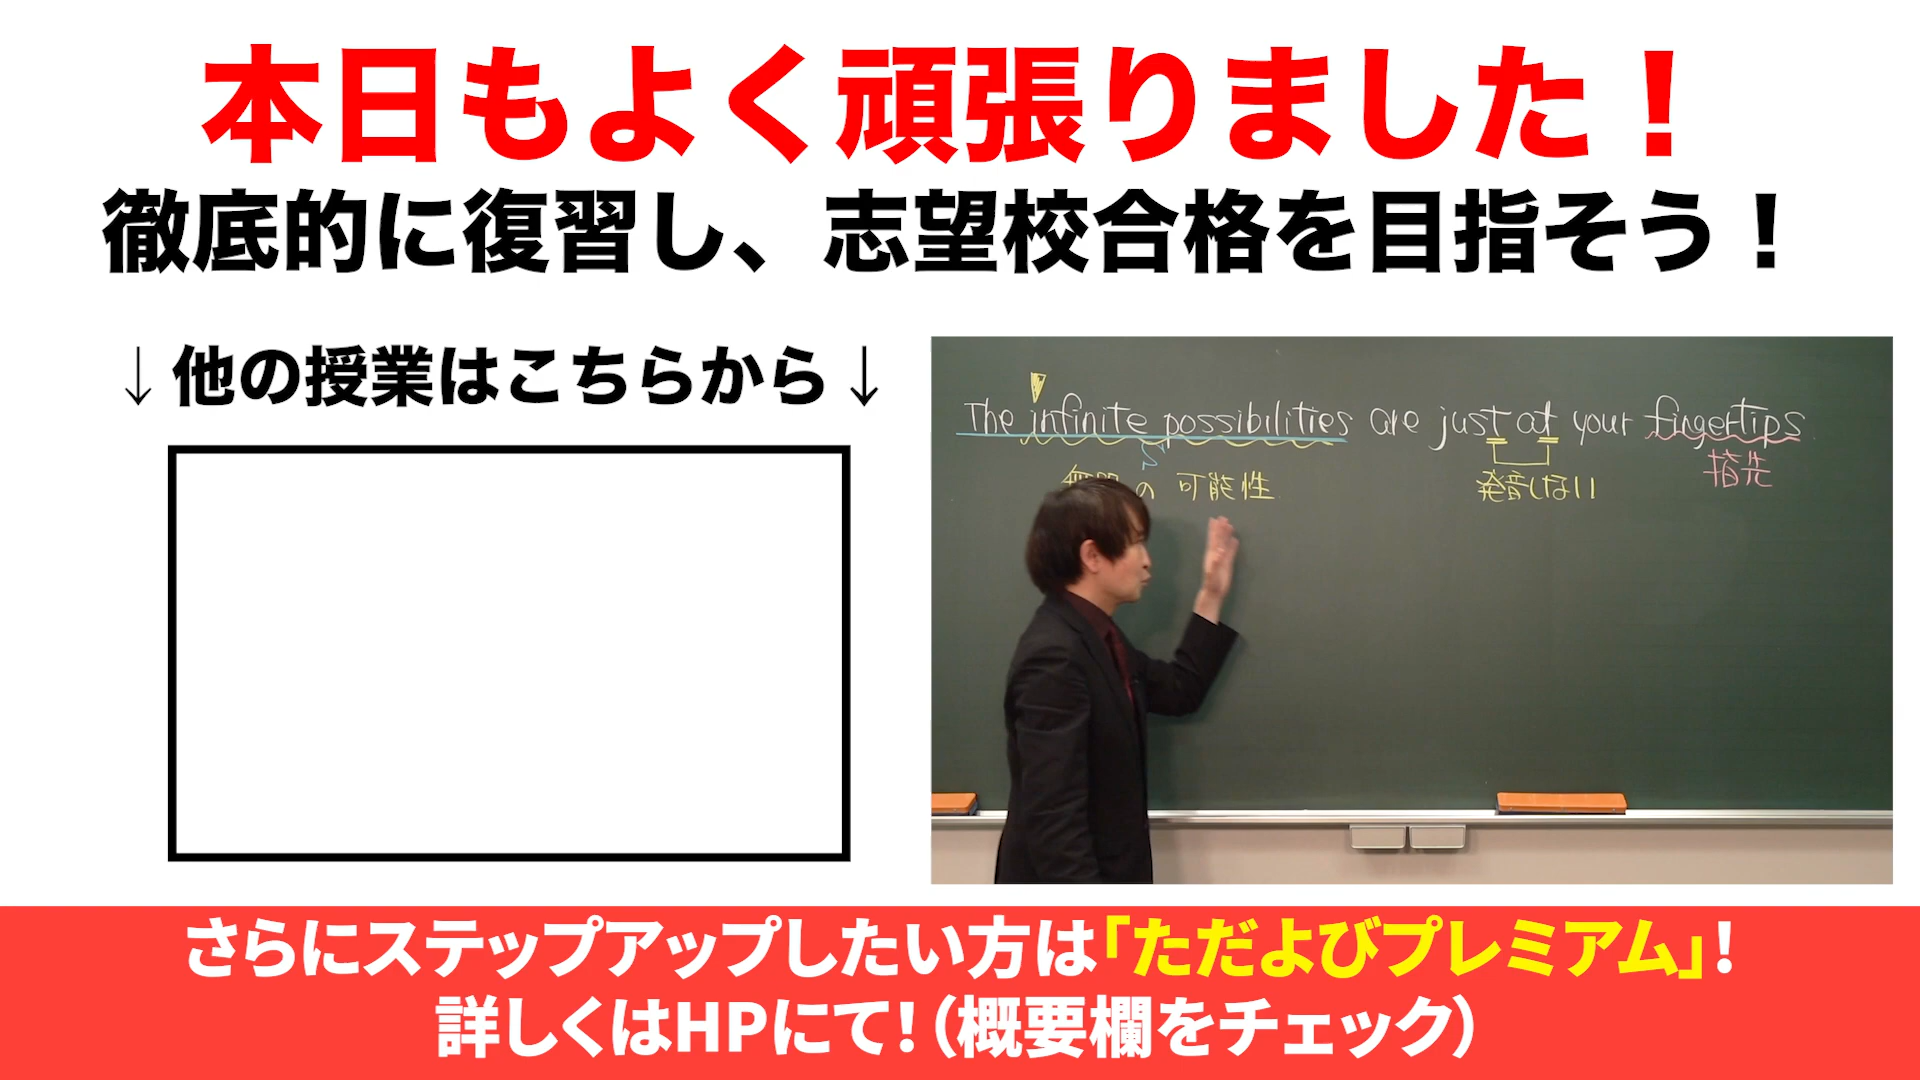 本日もよく頑張りました！
徹底的に復習し、志望校合格を目指そう！
↓他の授業はこちらから↓
The infinite possibilities are just at your fingertips
の 可能性
発音しない
指先
S
さらにステップアップしたい方は「ただよびプレミアム」！
詳しくはHPにて！（概要欄をチェック）